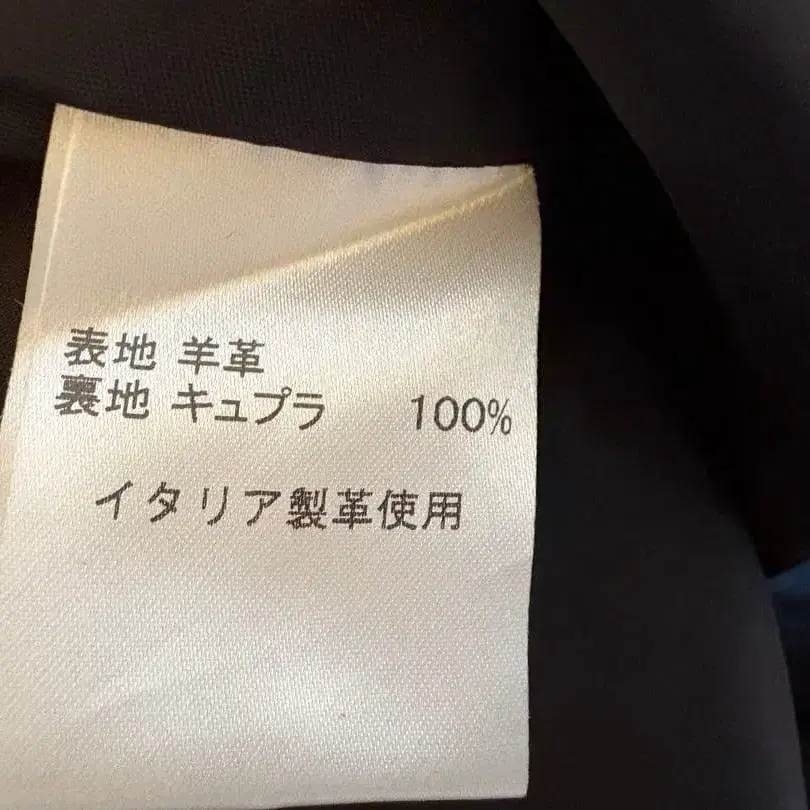 表地 羊革
裏地 キュプラ 100%
イタリア製革使用